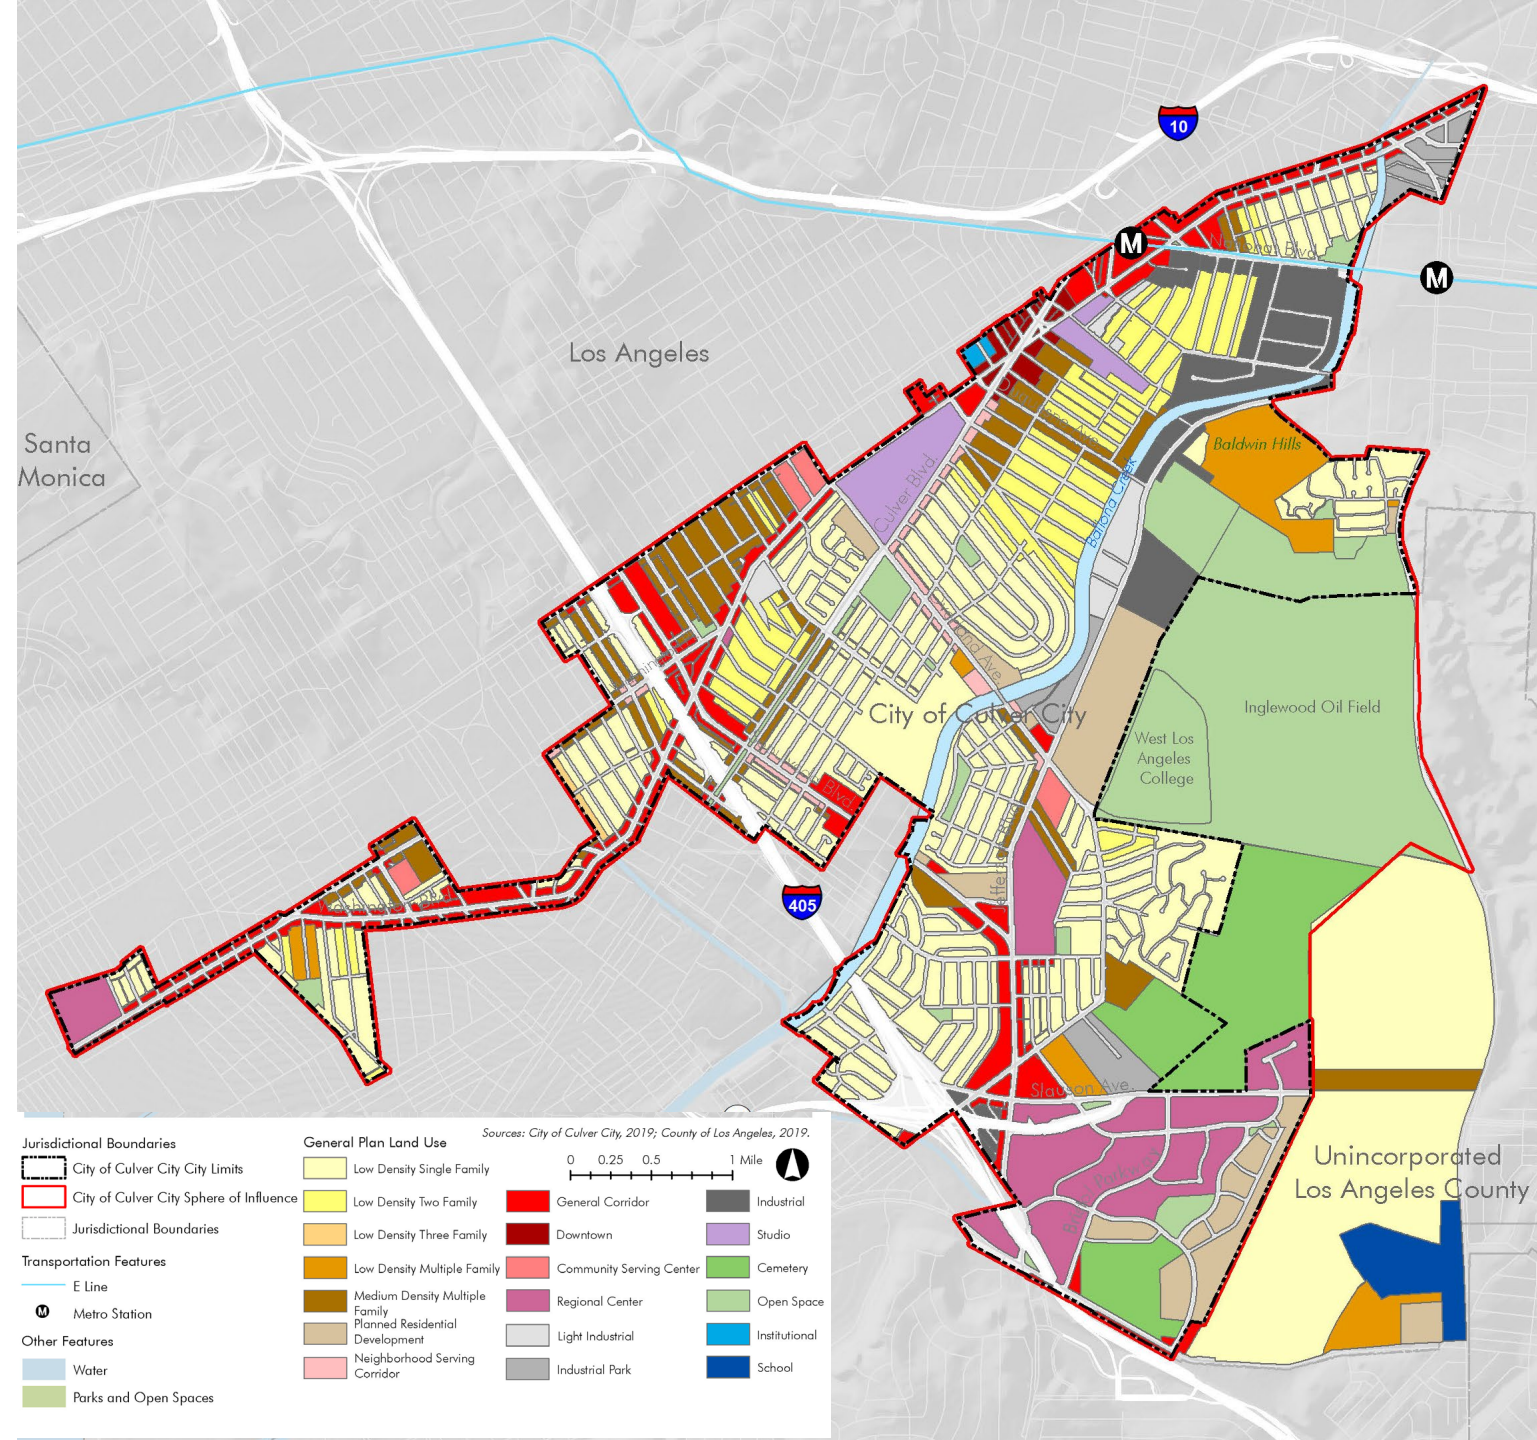 10
M
National Blvd.
M
Los Angeles
Santa
Monica
Culver Blvd.
Ballona Creek
Baldwin Hills
Inglewood Oil Field
West Los
Angeles
College
City of Culver City
405
Washington Blvd.
Slauson Ave.
Unincorporated
Los Angeles County
Sources: City of Culver City, 2019; County of Los Angeles, 2019.
0 0.25 0.5 1 Mile
Jurisdictional Boundaries
City of Culver City City Limits
City of Culver City Sphere of Influence
Jurisdictional Boundaries
Transportation Features
E Line
M Metro Station
Other Features
Water
Parks and Open Spaces
General Plan Land Use
Low Density Single Family
Low Density Two Family
Low Density Three Family
Low Density Multiple Family
Medium Density Multiple
Family
Planned Residential
Development
Neighborhood Serving
Corridor
General Corridor
Downtown
Community Serving Center
Regional Center
Light Industrial
Industrial Park
Industrial
Studio
Cemetery
Open Space
Institutional
School